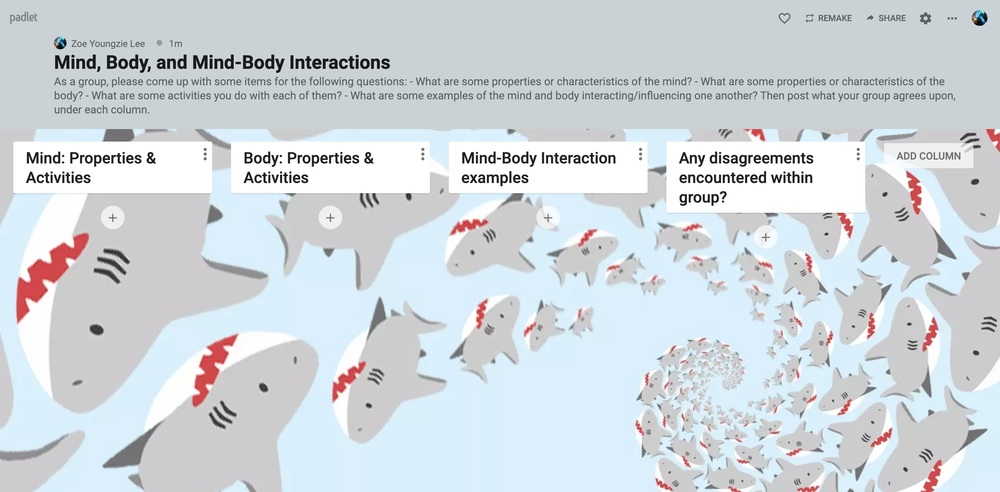 padlet
REMAKE
SHARE
Zoe Youngzie Lee 1m
Mind, Body, and Mind-Body Interactions
As a group, please come up with some items for the following questions: - What are some properties or characteristics of the mind? - What are some properties or characteristics of the
body? - What are some activities you do with each of them? - What are some examples of the mind and body interacting/influencing one another? Then post what your group agrees upon,
under each column.
Mind: Properties &
Activities
Body: Properties &
Activities
Mind-Body Interaction
examples
Any disagreements
encountered within
group?
ADD COLUMN